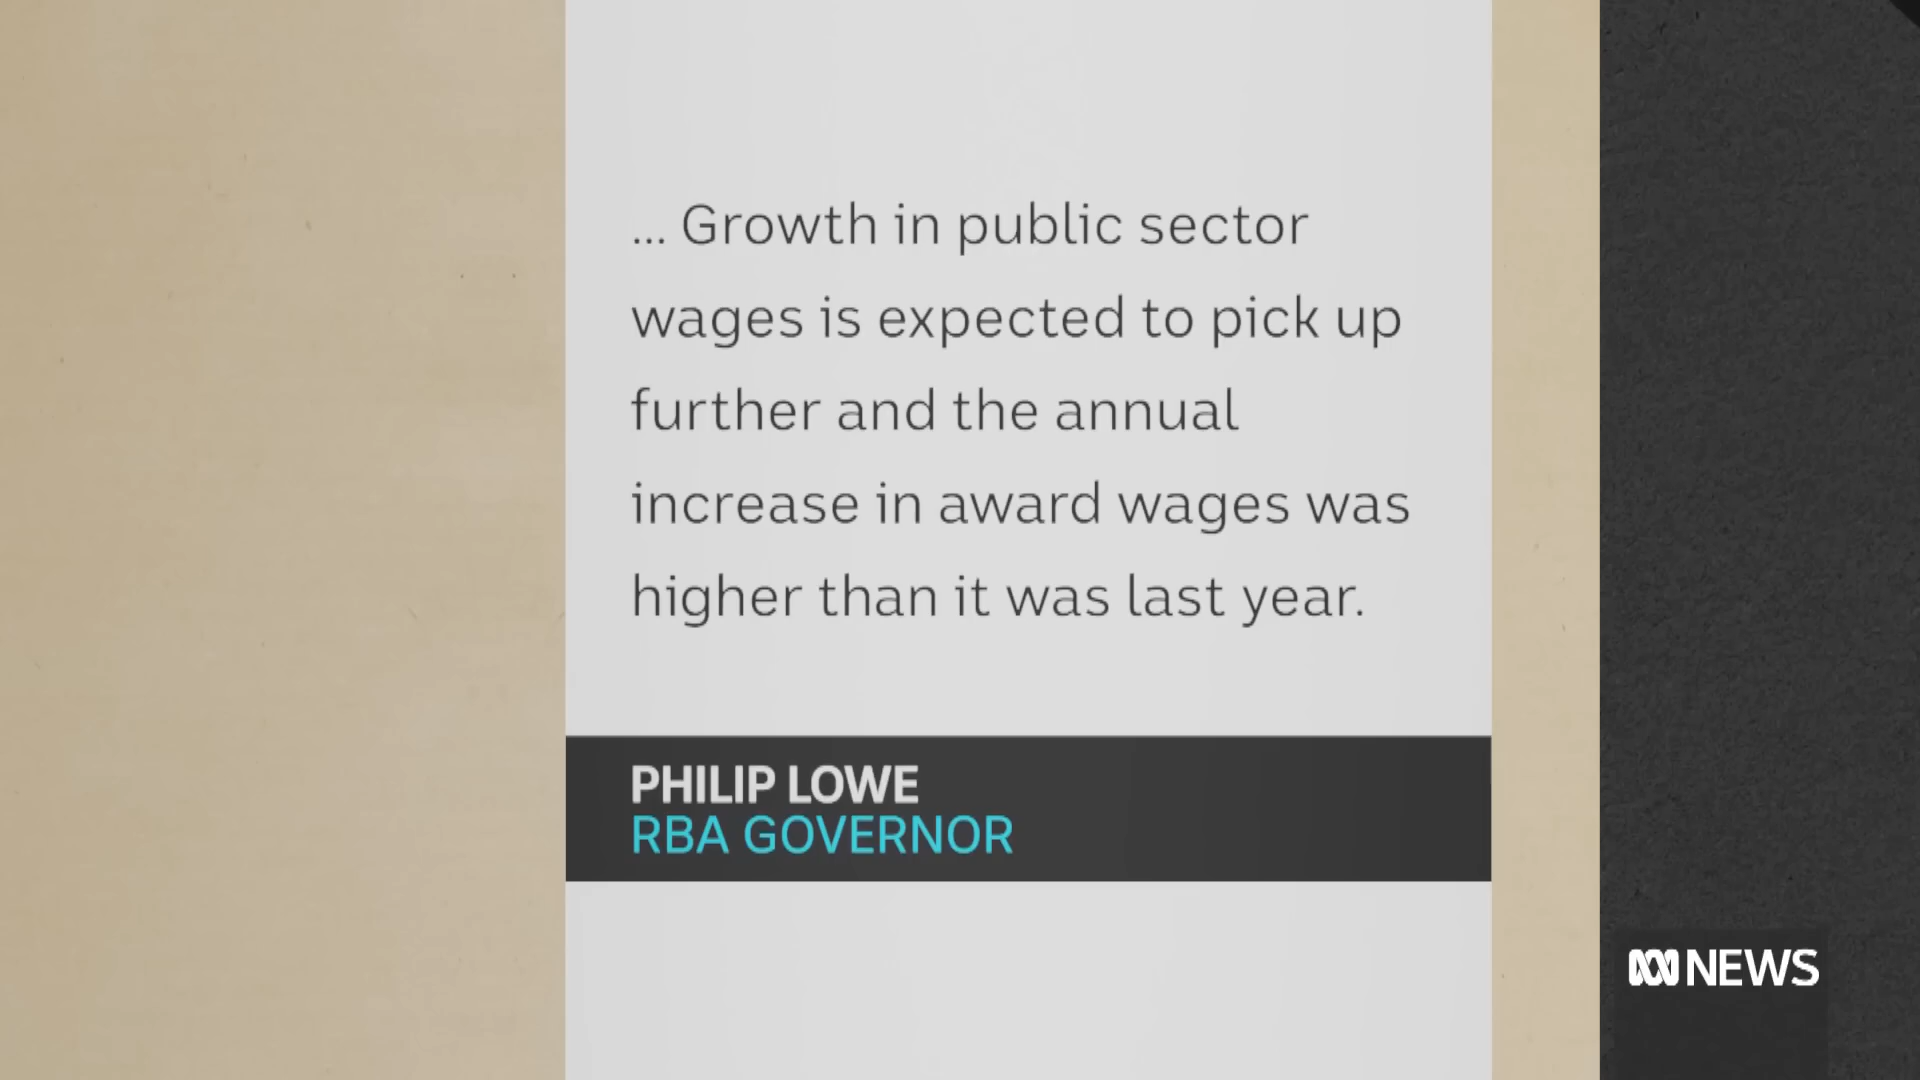 ... Growth in public sector
wages is expected to pick up
further and the annual
increase in award wages was
higher than it was last year.
PHILIP LOWE
RBA GOVERNOR
NEWS